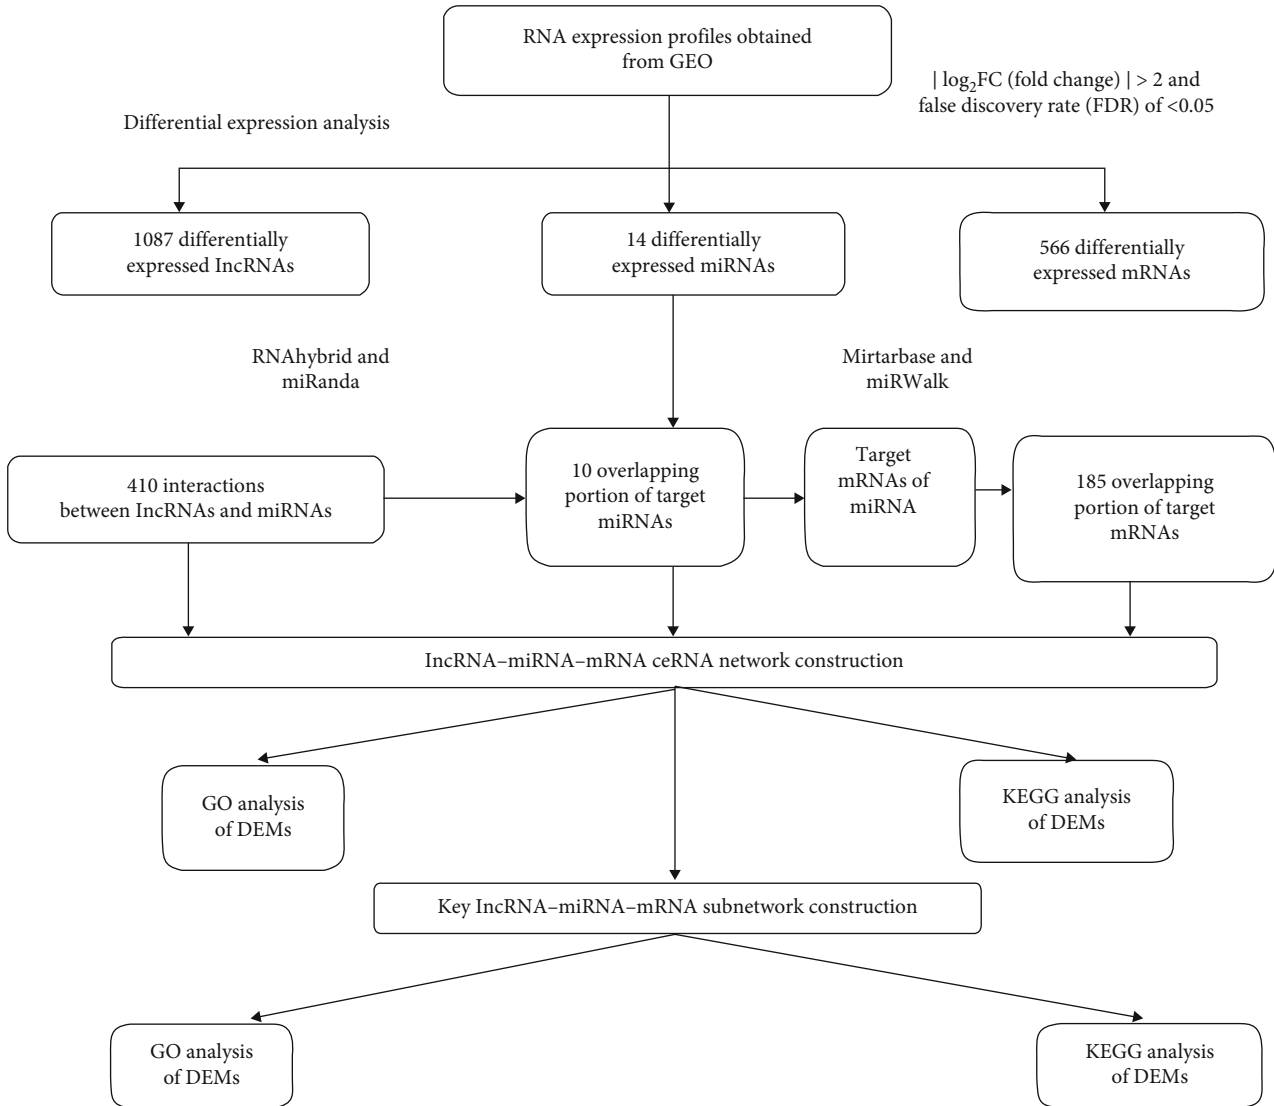 RNA expression profiles obtained
from GEO
| log₂FC (fold change) | > 2 and
false discovery rate (FDR) of <0.05
Differential expression analysis
1087 differentially
expressed IncRNAs
14 differentially
expressed miRNAs
566 differentially
expressed mRNAs
RNAhybrid and
miRanda
Mirtarbase and
miRWalk
410 interactions
between IncRNAs and miRNAs
10 overlapping
portion of target
miRNAs
Target
mRNAs of
miRNA
185 overlapping
portion of target
mRNAs
IncRNA–miRNA–mRNA ceRNA network construction
GO analysis
of DEMs
KEGG analysis
of DEMs
Key IncRNA–miRNA–mRNA subnetwork construction
GO analysis
of DEMs
KEGG analysis
of DEMs